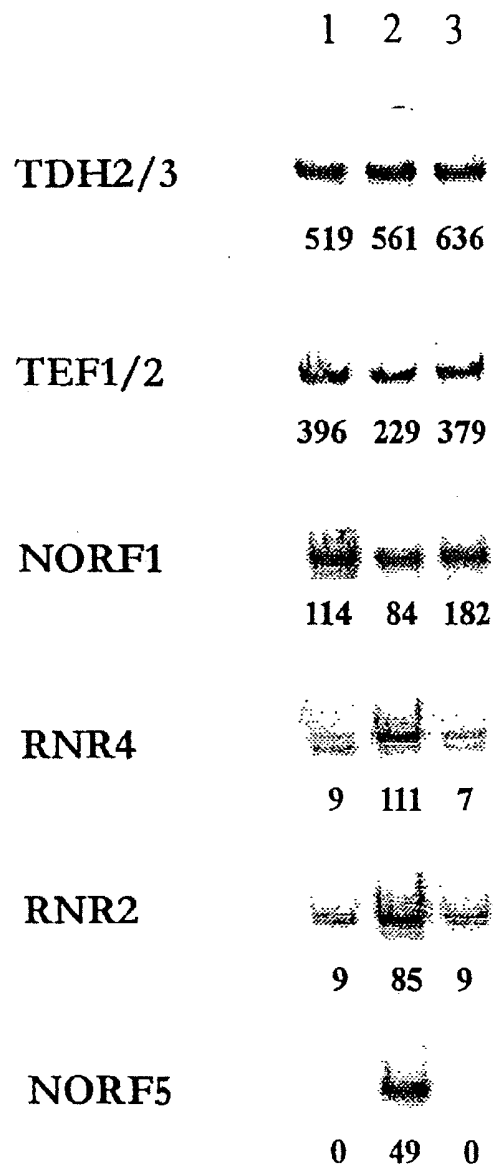 1 2 3
TDH2/3
519 561 636
TEF1/2
396 229 379
NORF1
114 84 182
RNR4
9 111 7
RNR2
9 85 9
NORF5
0 49 0